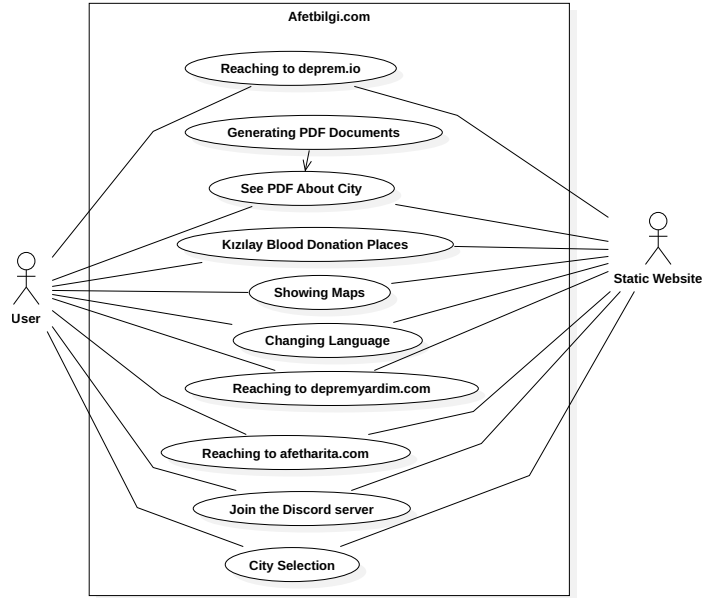 Afetbilgi.com
Reaching to deprem.io
Generating PDF Documents
See PDF About City
Kızılay Blood Donation Places
Static Website
Showing Maps
User
Changing Language
Reaching to depremyardim.com
Reaching to afetharita.com
Join the Discord server
City Selection